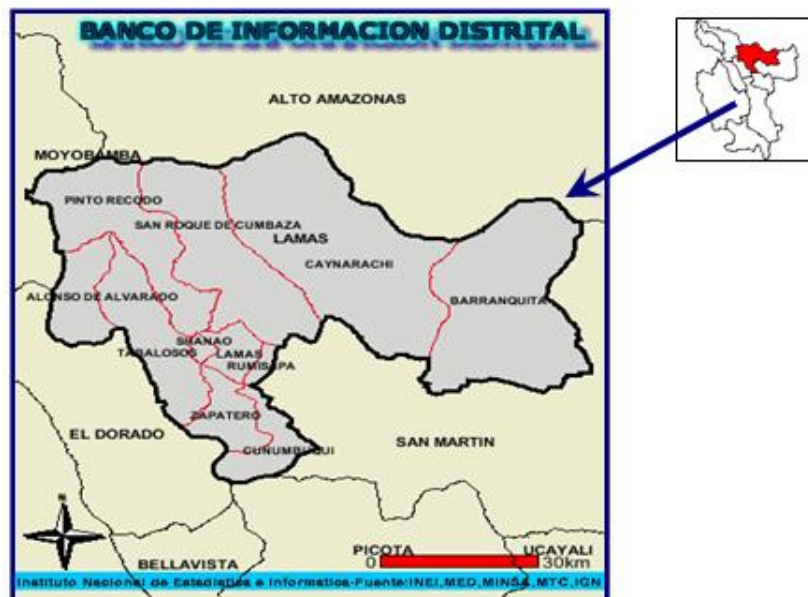 BANCO DE INFORMACION DISTRITAL
ALTO AMAZONAS
MOYOBAMBA
PINTO RECODO
SAN ROQUE DE CUMBAZA
LAMAS
CAYNARACHI
ALONSO DE ALVARADO
BARRANQUITA
SHANAO
TABALOSOS
LAMAS
RUMISAPA
ZAPATERO
EL DORADO
SAN MARTIN
CUNUMBUQUI
N
BELLAVISTA
PICOTA
UCAYALI
0 30km
Instituto Nacional de Estadistica e Informatica-Fuente:INEI,MED,MINSA,MTC,IGN